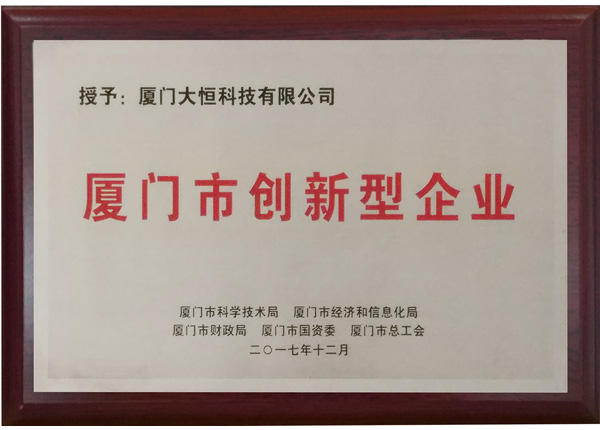 授予：厦门大恒科技有限公司
厦门市创新型企业
厦门市科学技术局 厦门市经济和信息化局
厦门市财政局 厦门市国资委 厦门市总工会
二〇一七年十二月